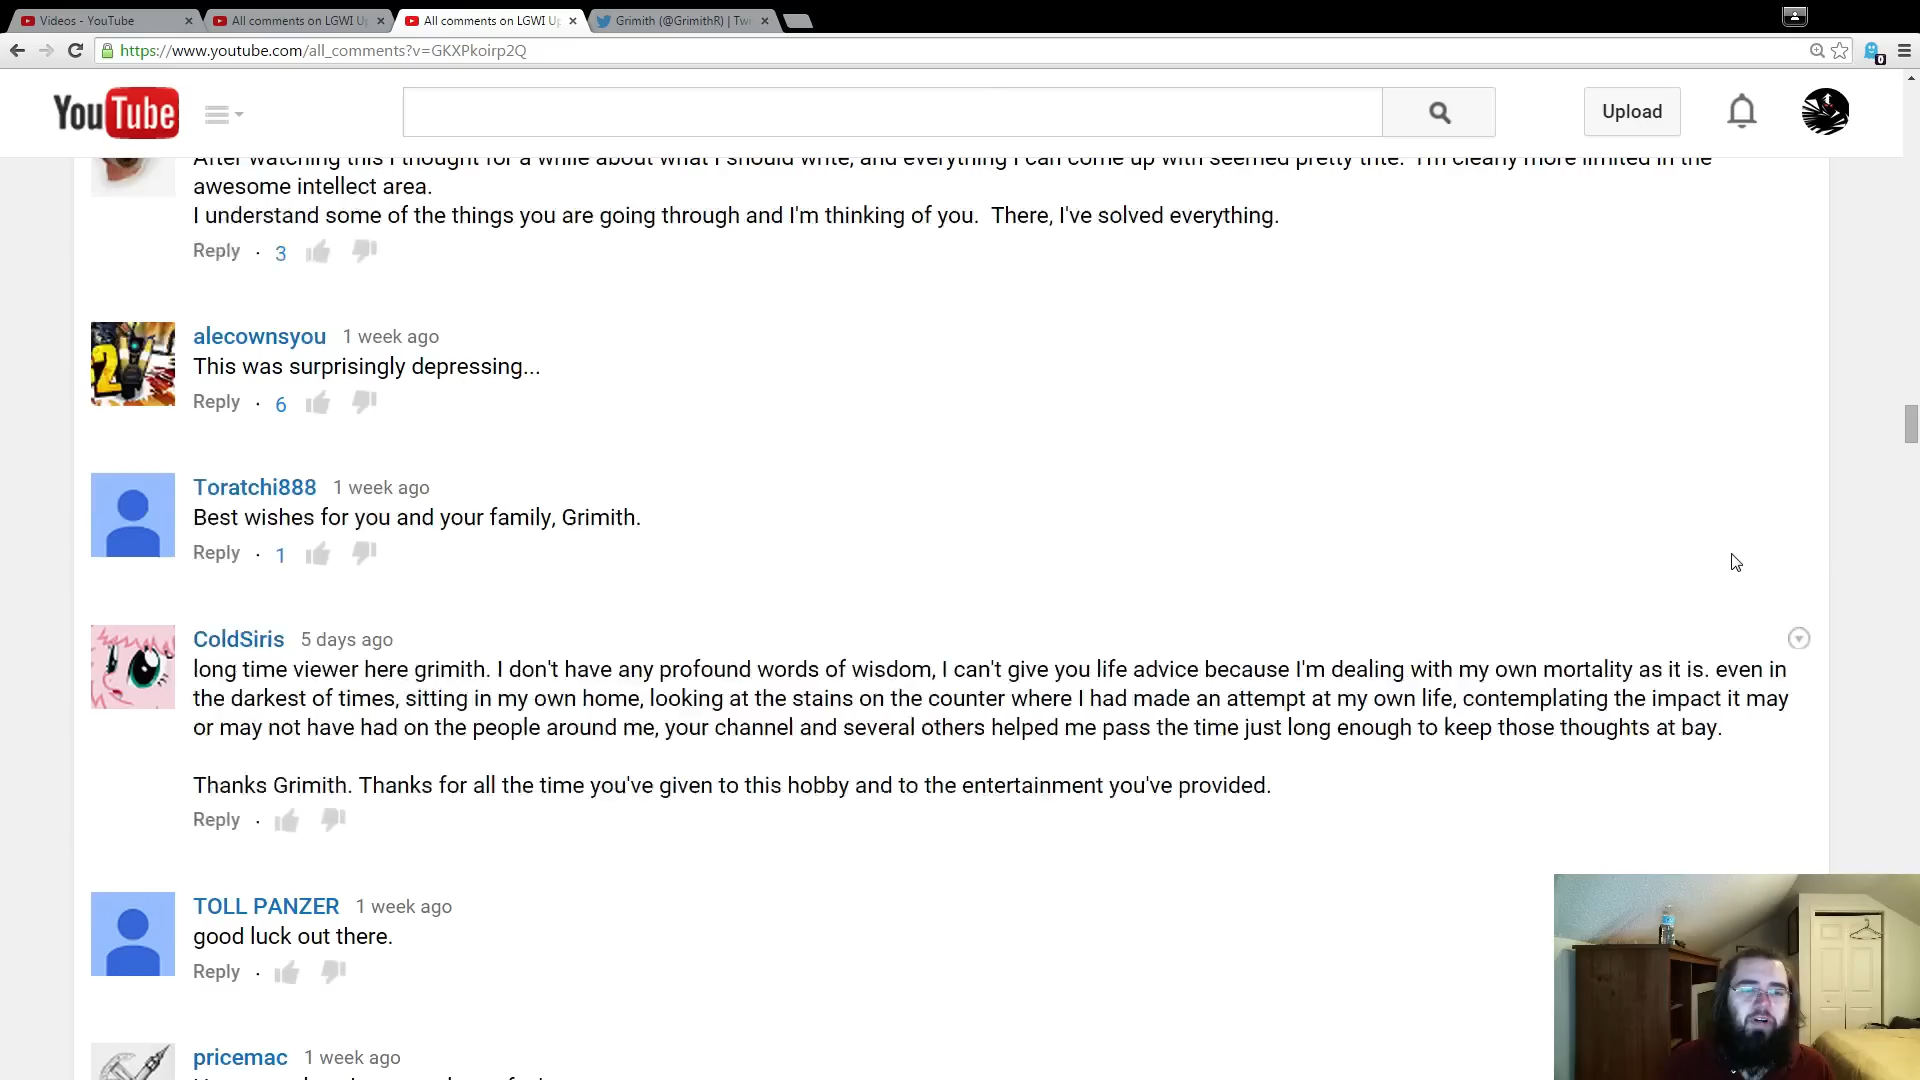 Videos - YouTube
All comments on LGWI Up
All comments on LGWI Up
Grimith (@GrimithR) | Twi
https://www.youtube.com/all_comments?v=GKXPkoirp2Q
0
YouTube
Upload
After watching this I thought for a while about what I should write, and everything I can come up with seemed pretty trite. I'm clearly more limited in the
awesome intellect area.
I understand some of the things you are going through and I'm thinking of you. There, I've solved everything.
Reply · 3
alecownsyou 1 week ago
This was surprisingly depressing...
Reply · 6
Toratchi888 1 week ago
Best wishes for you and your family, Grimith.
Reply · 1
ColdSiris 5 days ago
long time viewer here grimith. I don't have any profound words of wisdom, I can't give you life advice because I'm dealing with my own mortality as it is. even in
the darkest of times, sitting in my own home, looking at the stains on the counter where I had made an attempt at my own life, contemplating the impact it may
or may not have had on the people around me, your channel and several others helped me pass the time just long enough to keep those thoughts at bay.
Thanks Grimith. Thanks for all the time you've given to this hobby and to the entertainment you've provided.
Reply ·
TOLL PANZER 1 week ago
good luck out there.
Reply ·
pricemac 1 week ago